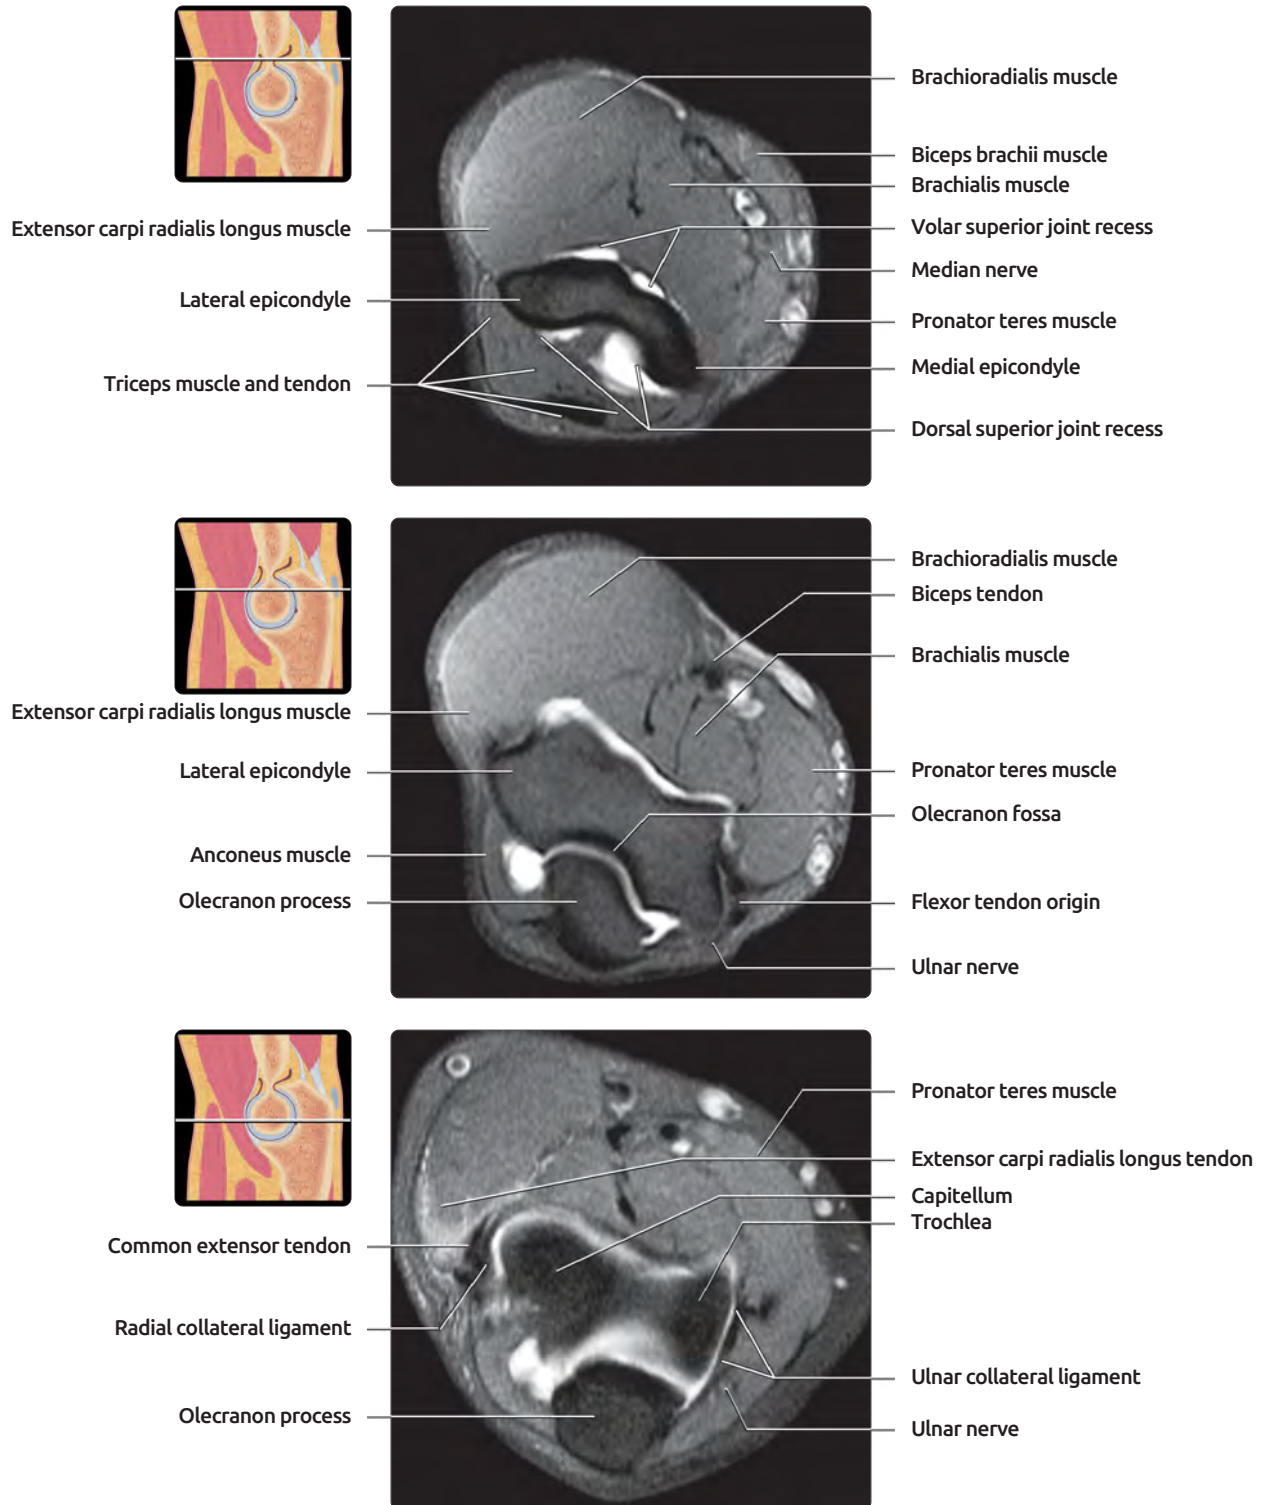 Brachioradialis muscle
Biceps brachii muscle
Brachialis muscle
Extensor carpi radialis longus muscle
Volar superior joint recess
Median nerve
Lateral epicondyle
Pronator teres muscle
Medial epicondyle
Triceps muscle and tendon
Dorsal superior joint recess
Brachioradialis muscle
Biceps tendon
Brachialis muscle
Extensor carpi radialis longus muscle
Lateral epicondyle
Pronator teres muscle
Olecranon fossa
Anconeus muscle
Olecranon process
Flexor tendon origin
Ulnar nerve
Pronator teres muscle
Extensor carpi radialis longus tendon
Capitellum
Trochlea
Common extensor tendon
Radial collateral ligament
Ulnar collateral ligament
Olecranon process
Ulnar nerve